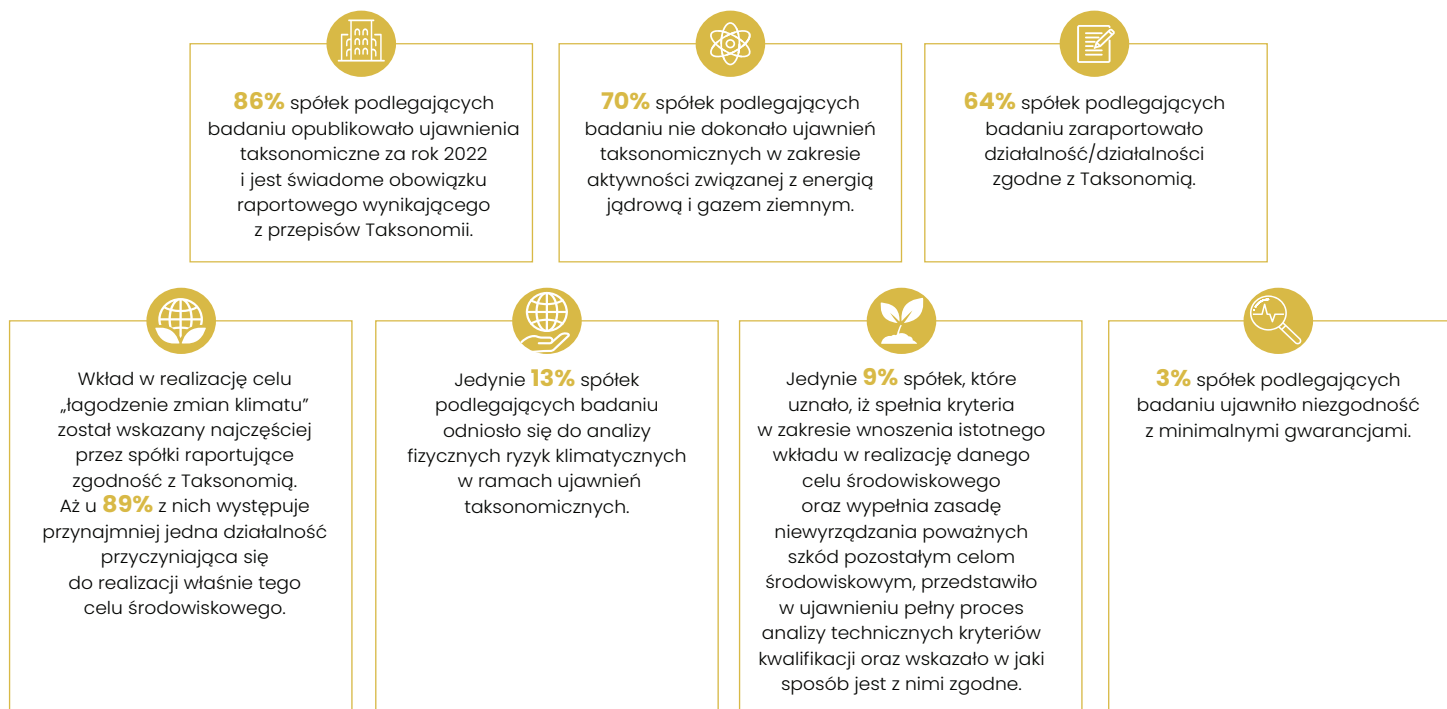 86% spółek podlegających
badaniu opublikowało ujawnienia
taksonomiczne za rok 2022
i jest świadome obowiązku
raportowego wynikającego
z przepisów Taksonomii.
70% spółek podlegających
badaniu nie dokonało ujawnień
taksonomicznych w zakresie
aktywności związanej z energią
jądrową i gazem ziemnym.
64% spółek podlegających
badaniu zaraportowało
działalność/działalności
zgodne z Taksonomią.
Wkład w realizację celu
„łagodzenie zmian klimatu”
został wskazany najczęściej
przez spółki raportujące
zgodność z Taksonomią.
Aż u 89% z nich występuje
przynajmniej jedna działalność
przyczyniająca się
do realizacji właśnie tego
celu środowiskowego.
Jedynie 13% spółek
podlegających badaniu
odniosło się do analizy
fizycznych ryzyk klimatycznych
w ramach ujawnień
taksonomicznych.
Jedynie 9% spółek, które
uznało, iż spełnia kryteria
w zakresie wnoszenia istotnego
wkładu w realizację danego
celu środowiskowego
oraz wypełnia zasadę
niewyrządzania poważnych
szkód pozostałym celom
środowiskowym, przedstawiło
w ujawnieniu pełny proces
analizy technicznych kryteriów
kwalifikacji oraz wskazało w jaki
sposób jest z nimi zgodne.
3% spółek podlegających
badaniu ujawniło niezgodność
z minimalnymi gwarancjami.